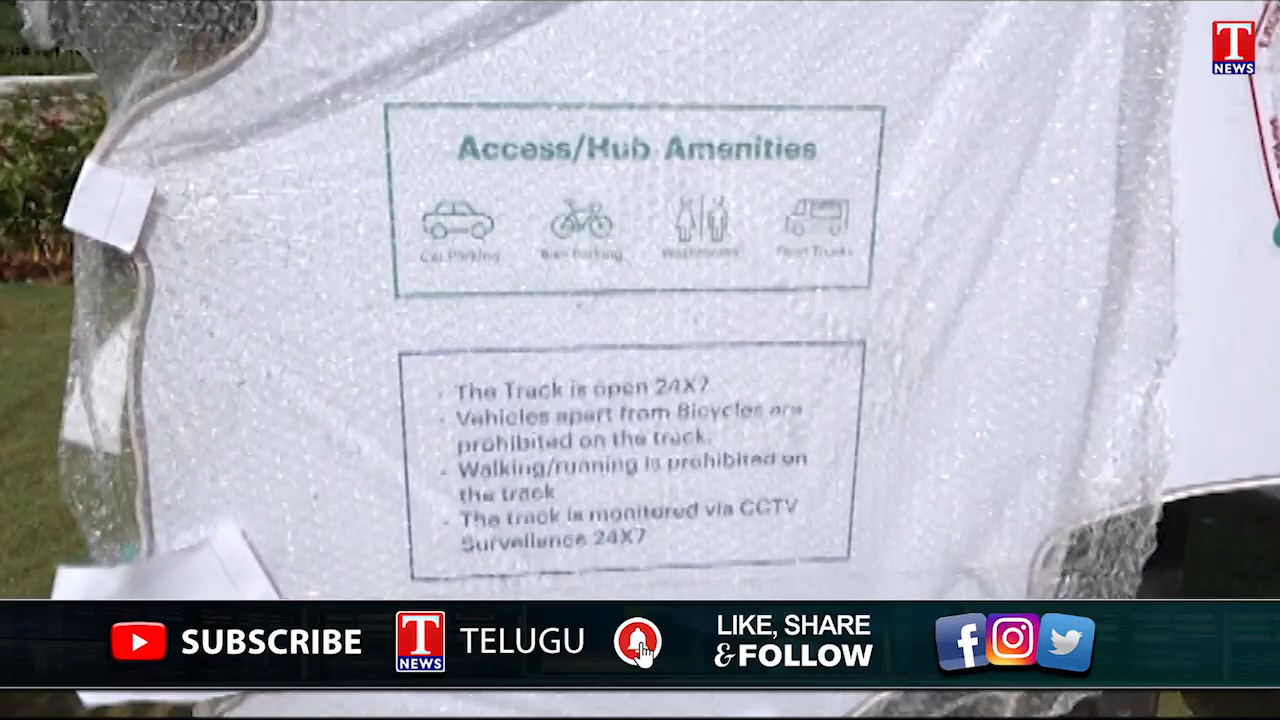 T
NEWS
Access/Hub Amenities
Car Parking
Bike Parking
Washrooms
Food Trucks
- The Track is open 24X7
- Vehicles apart from Bicycles are
prohibited on the track.
- Walking/running is prohibited on
the track
- The track is monitored via CCTV
Surveillance 24X7
SUBSCRIBE
T
NEWS
TELUGU
LIKE, SHARE
& FOLLOW